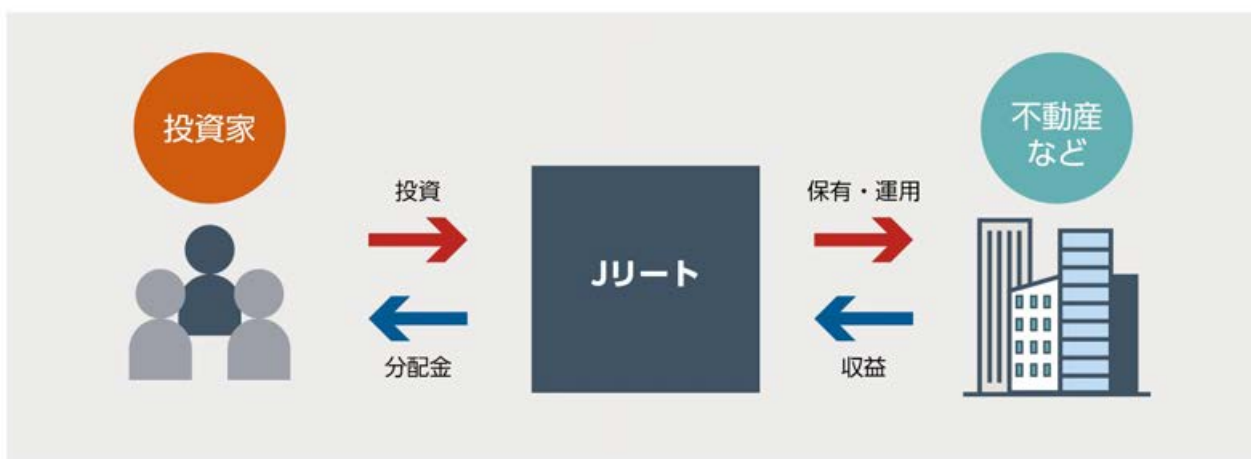 投資家
不動産
など
投資
保有・運用
Jリート
分配金
収益